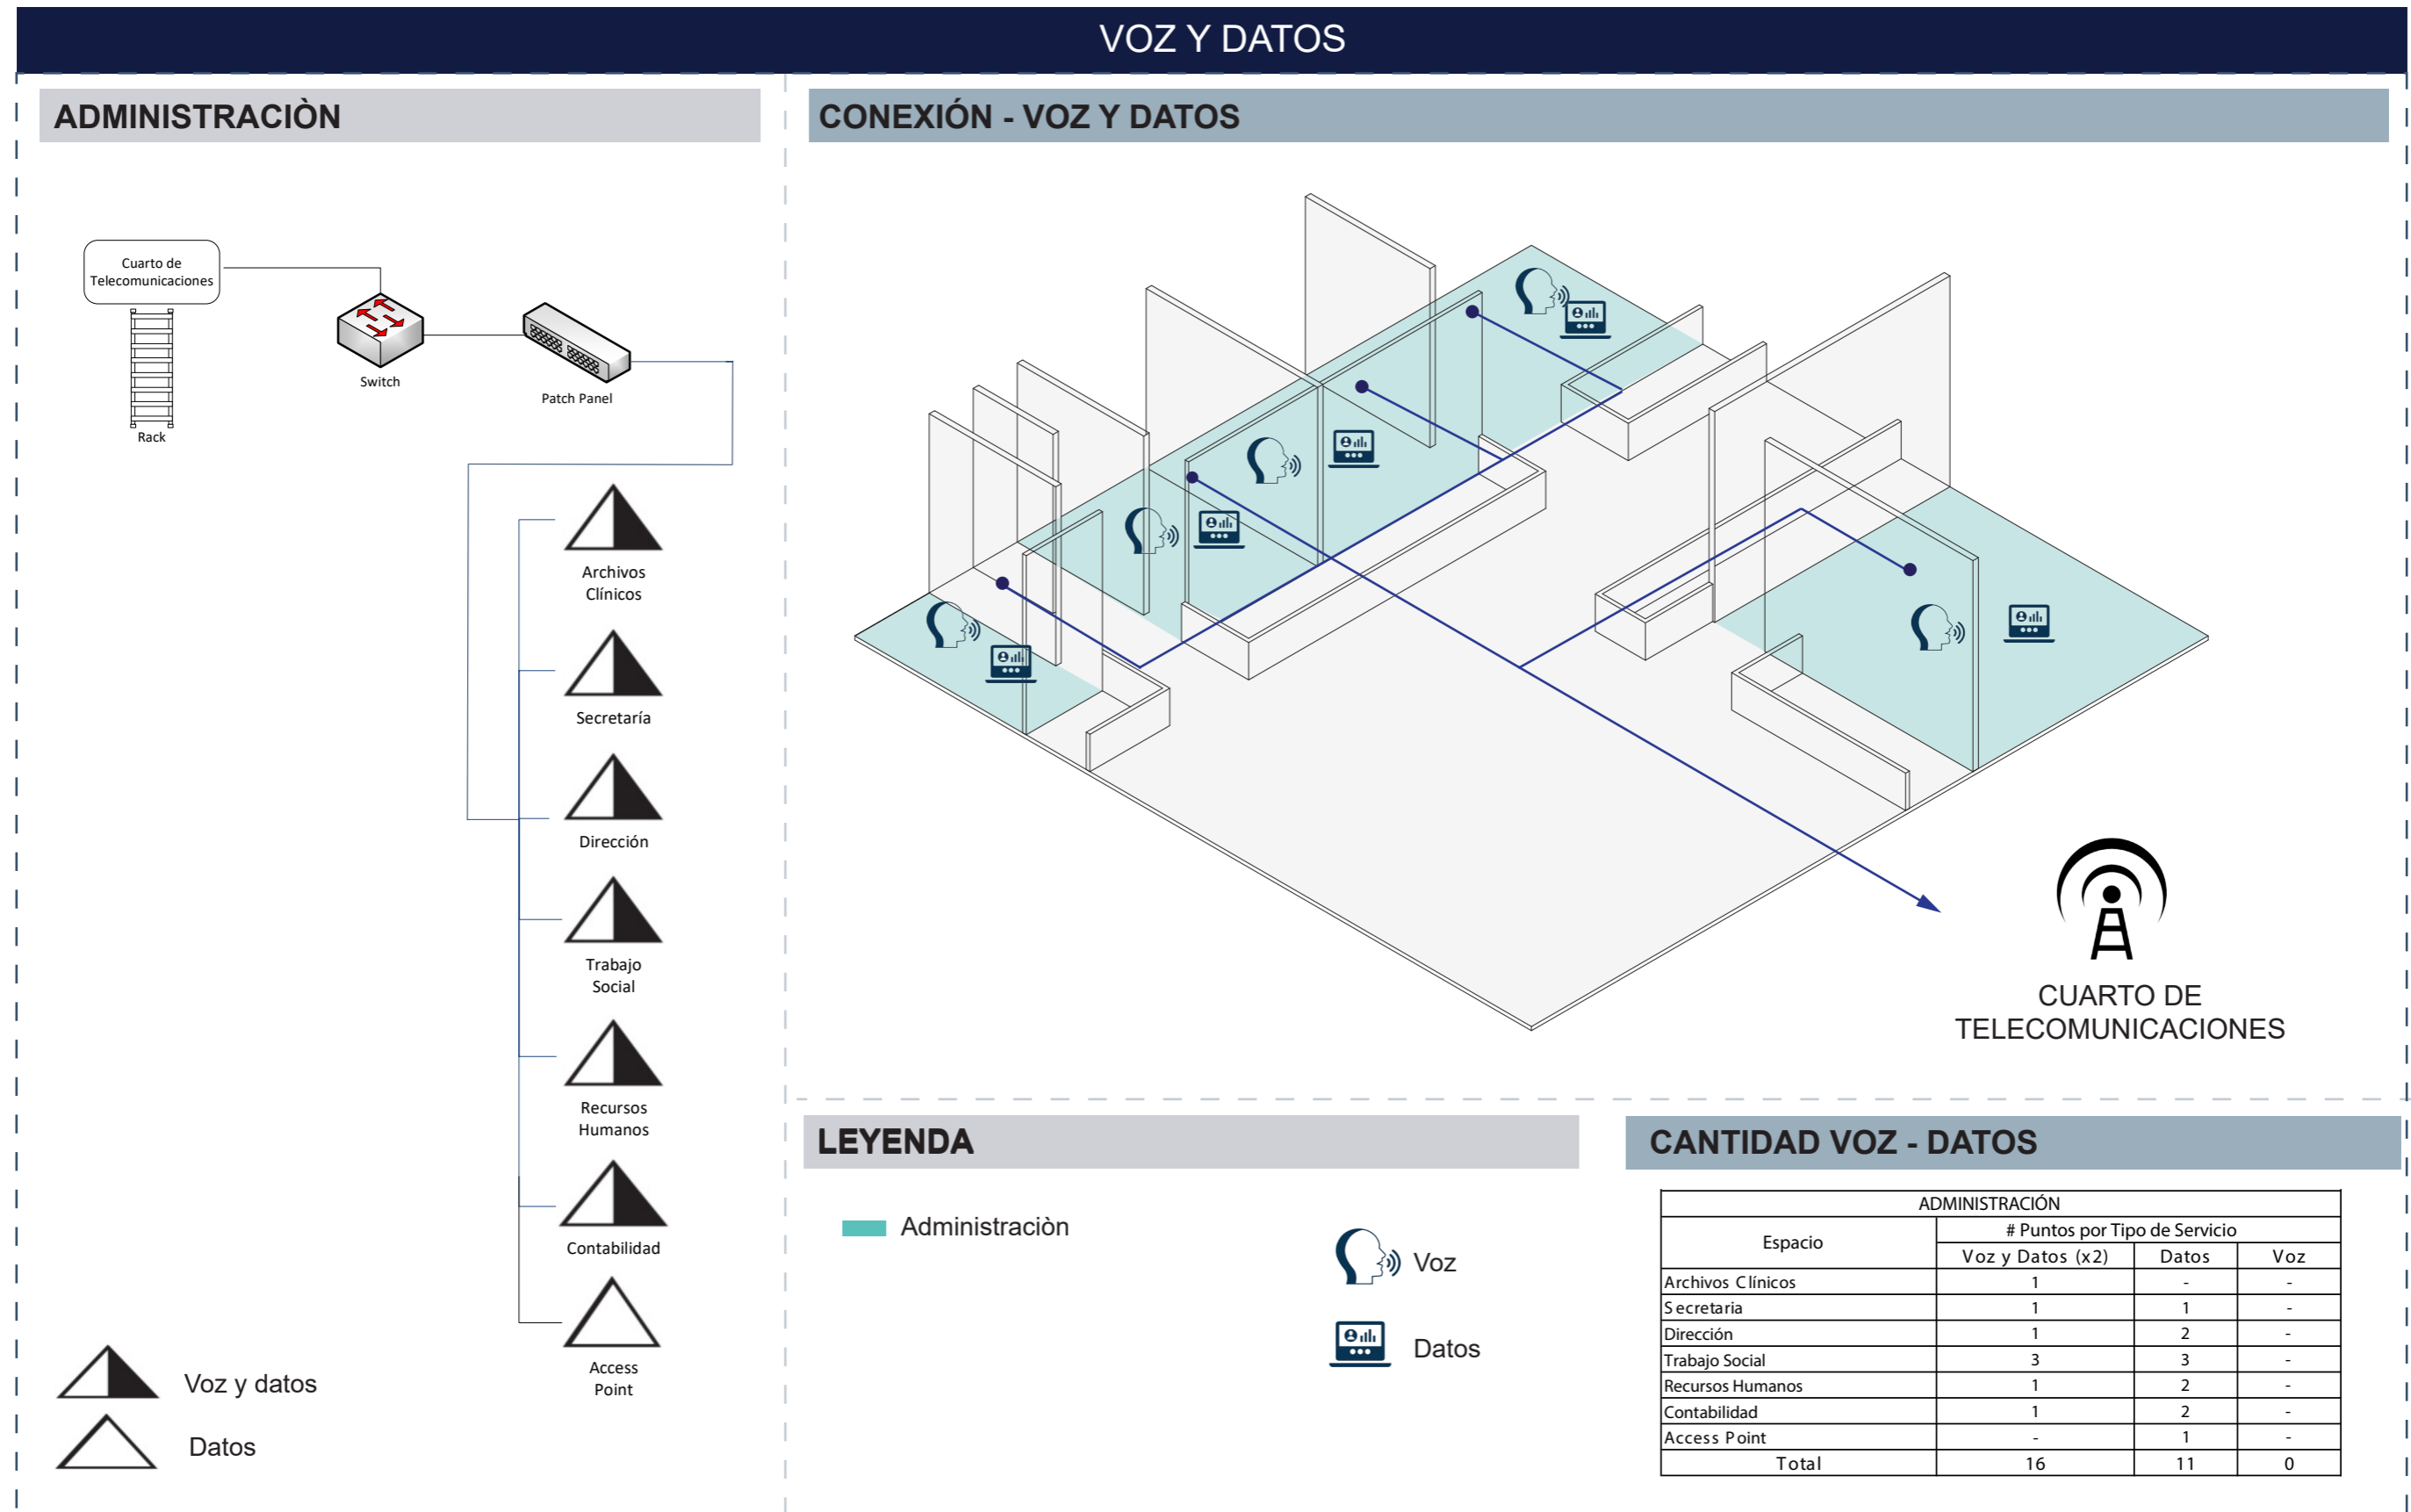 VOZ Y DATOS
ADMINISTRACIÒN
Cuarto de
Telecomunicaciones
Rack
Switch
Patch Panel
Archivos
Clínicos
Secretaría
Dirección
Trabajo
Social
Recursos
Humanos
Contabilidad
Access
Point
Voz y datos
Datos
CONEXIÓN - VOZ Y DATOS
CUARTO DE
TELECOMUNICACIONES
LEYENDA
Administraciòn
Voz
Datos
CANTIDAD VOZ - DATOS
ADMINISTRACIÓN
Espacio # Puntos por Tipo de Servicio
Voz y Datos (x2) Datos Voz
Archivos Clínicos 1 - -
Secretaria 1 1 -
Dirección 1 2 -
Trabajo Social 3 3 -
Recursos Humanos 1 2 -
Contabilidad 1 2 -
Access Point - 1 -
Total 16 11 0